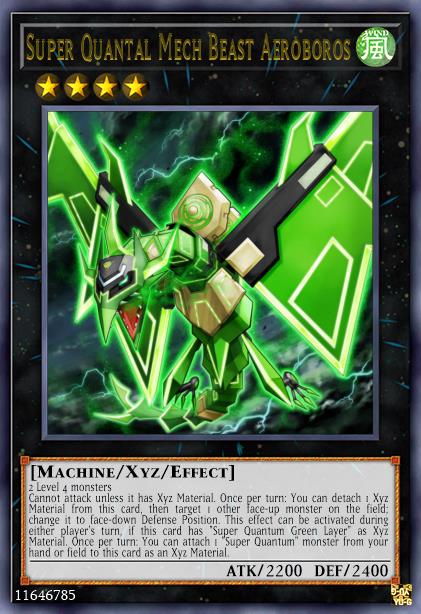 Super Quantal Mech Beast Aeroboros
WIND
風
[Machine/Xyz/Effect]
2 Level 4 monsters
Cannot attack unless it has Xyz Material. Once per turn: You can detach 1 Xyz
Material from this card, then target 1 other face-up monster on the field;
change it to face-down Defense Position. This effect can be activated during
either player's turn, if this card has "Super Quantum Green Layer" as Xyz
Material. Once per turn: You can attach 1 "Super Quantum" monster from your
hand or field to this card as an Xyz Material.
ATK/2200 DEF/2400
11646785